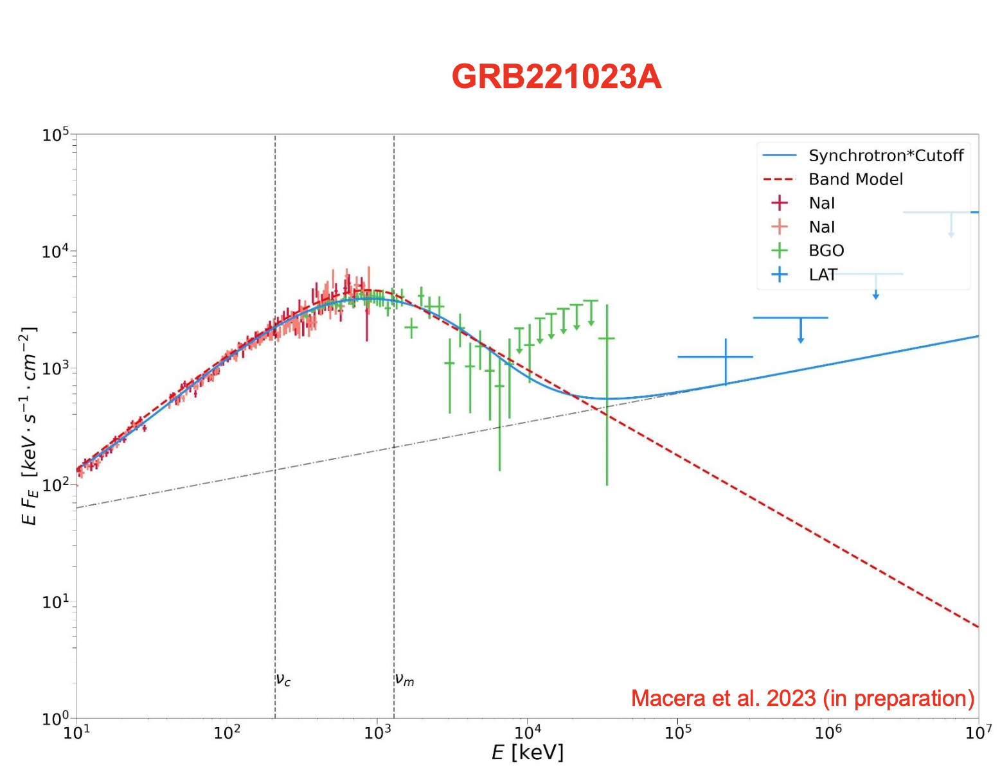 GRB221023A
10^5
10^4
10^3
10^2
10^1
10^0
E F_E [keV · s^−1 · cm^−2]
Synchrotron*Cutoff
Band Model
NaI
NaI
BGO
LAT
ν_c
ν_m
Macera et al. 2023 (in preparation)
10^1 10^2 10^3 10^4 10^5 10^6 10^7
E [keV]